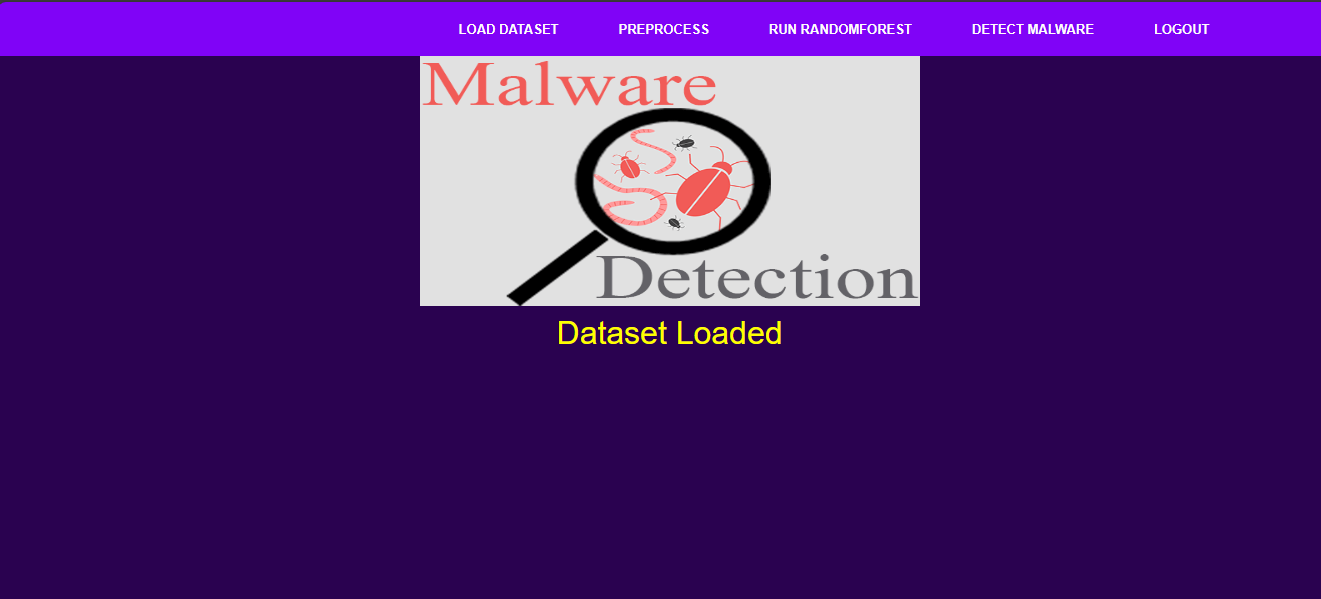 LOAD DATASET PREPROCESS RUN RANDOMFOREST DETECT MALWARE LOGOUT
Malware
Detection
Dataset Loaded